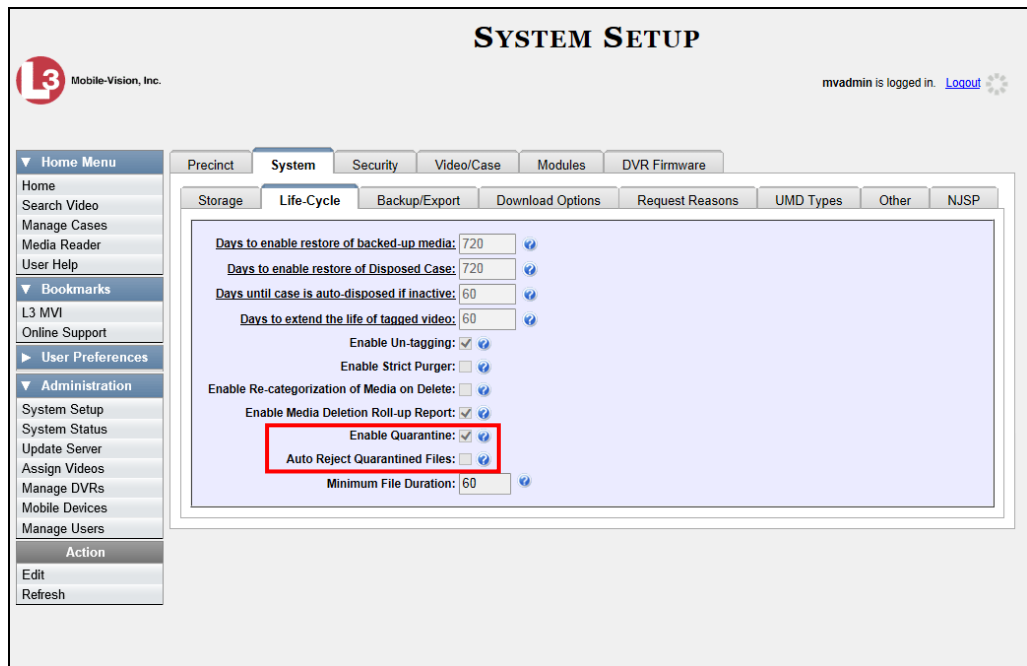 SYSTEM SETUP
L3 Mobile-Vision, Inc.
mvadmin is logged in. Logout
▼ Home Menu
Home
Search Video
Manage Cases
Media Reader
User Help
▼ Bookmarks
L3 MVI
Online Support
► User Preferences
▼ Administration
System Setup
System Status
Update Server
Assign Videos
Manage DVRs
Mobile Devices
Manage Users
Action
Edit
Refresh
Precinct System Security Video/Case Modules DVR Firmware
Storage Life-Cycle Backup/Export Download Options Request Reasons UMD Types Other NJSP
Days to enable restore of backed-up media: 720 ?
Days to enable restore of Disposed Case: 720 ?
Days until case is auto-disposed if inactive: 60 ?
Days to extend the life of tagged video: 60 ?
Enable Un-tagging: ?
Enable Strict Purger: ?
Enable Re-categorization of Media on Delete: ?
Enable Media Deletion Roll-up Report: ?
Enable Quarantine: ?
Auto Reject Quarantined Files: ?
Minimum File Duration: 60 ?